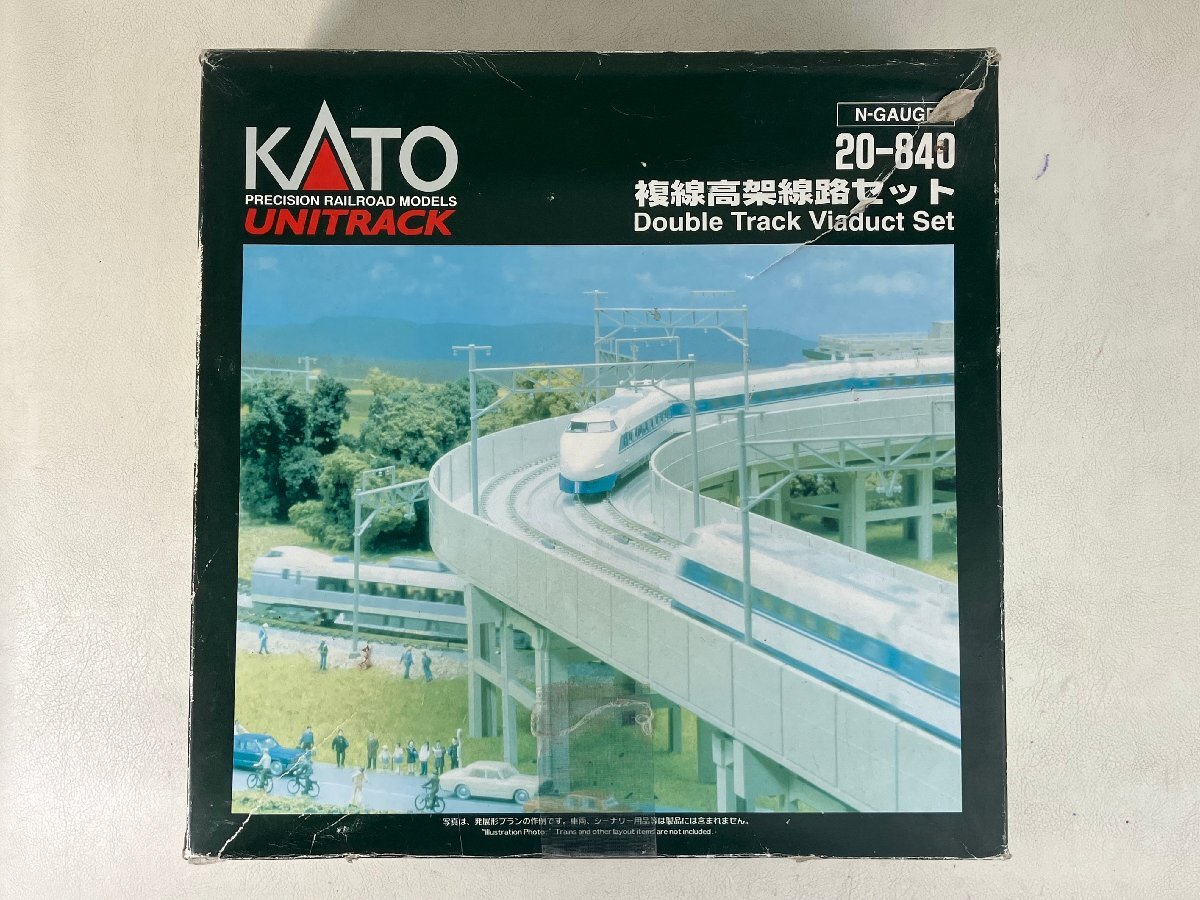 KATO
PRECISION RAILROAD MODELS
UNITRACK
N-GAUGE
20-840
複線高架線路セット
Double Track Viaduct Set
写真は、発展形プランの作例です。車両、シーナリー用品等は製品には含まれません。
"Illustration Photo." Trains and other layout items are not included.